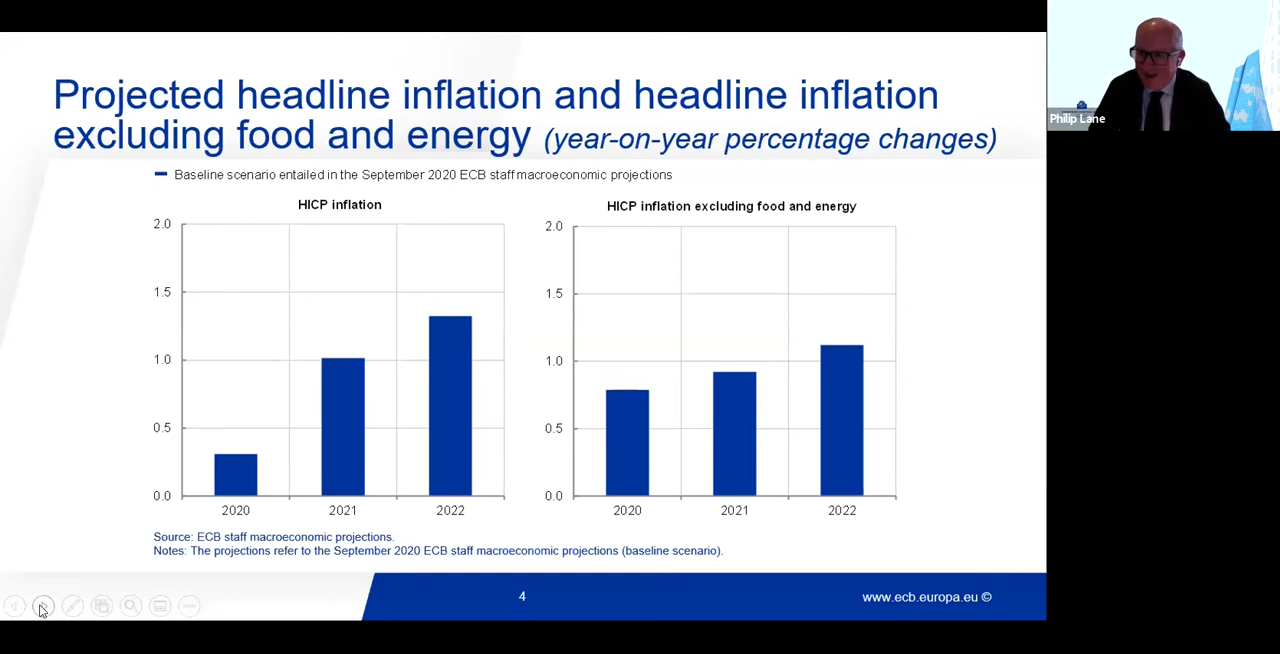 Projected headline inflation and headline inflation
excluding food and energy (year-on-year percentage changes)
Baseline scenario entailed in the September 2020 ECB staff macroeconomic projections
HICP inflation
2.0
1.5
1.0
0.5
0.0
2020 2021 2022
HICP inflation excluding food and energy
2.0
1.5
1.0
0.5
0.0
2020 2021 2022
Source: ECB staff macroeconomic projections.
Notes: The projections refer to the September 2020 ECB staff macroeconomic projections (baseline scenario).
4
www.ecb.europa.eu ©
Philip Lane